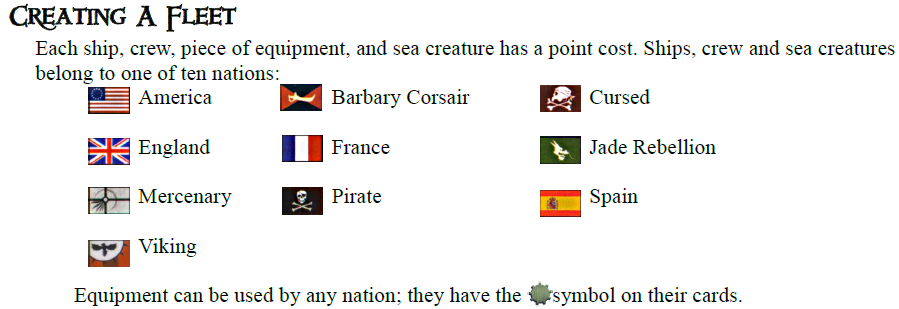 CREATING A FLEET
Each ship, crew, piece of equipment, and sea creature has a point cost. Ships, crew and sea creatures
belong to one of ten nations:
America Barbary Corsair Cursed
England France Jade Rebellion
Mercenary Pirate Spain
Viking
Equipment can be used by any nation; they have the symbol on their cards.